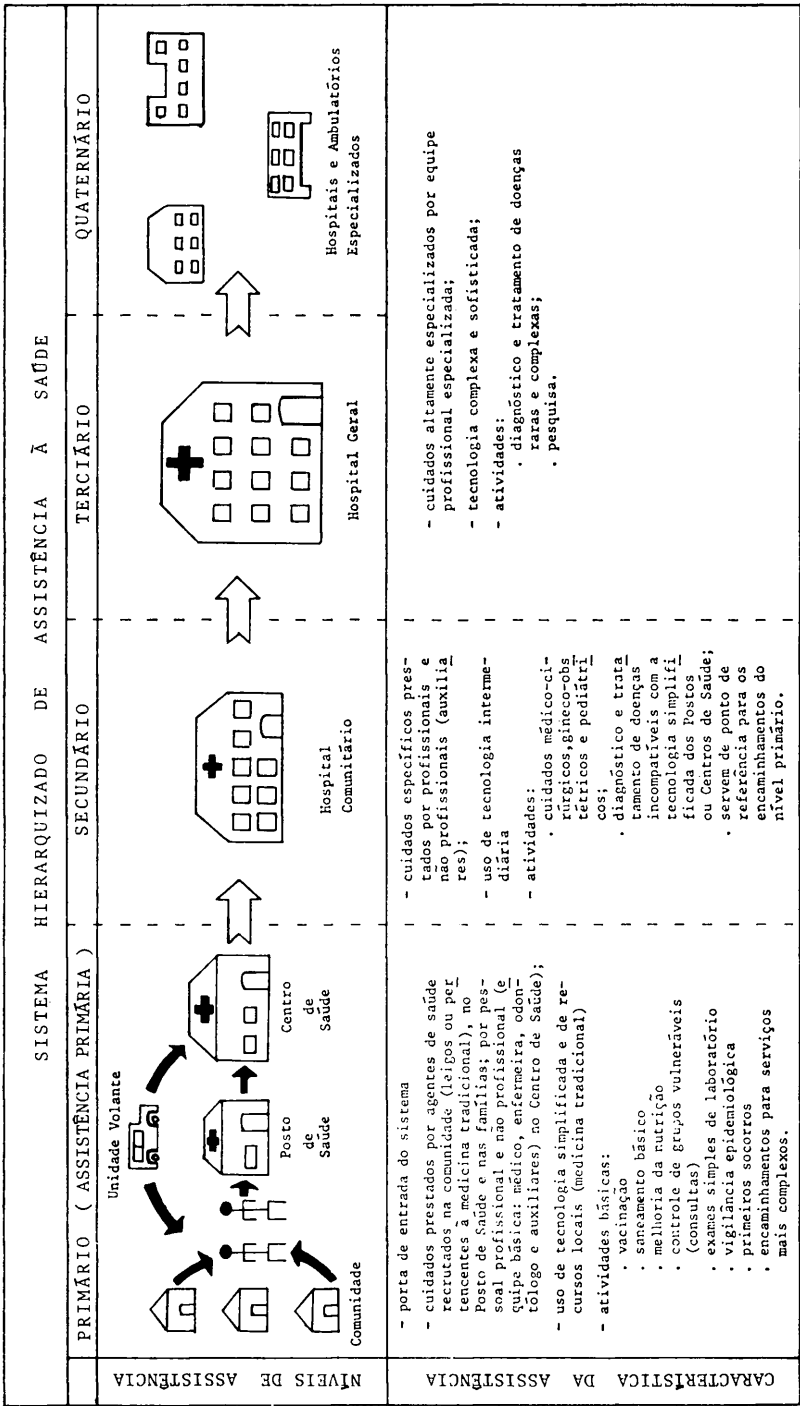 SISTEMA HIERARQUIZADO DE ASSISTÊNCIA À SAÚDE
NÍVEIS DE ASSISTÊNCIA
PRIMÁRIO ( ASSISTÊNCIA PRIMÁRIA )
SECUNDÁRIO
TERCIÁRIO
QUATERNÁRIO
Unidade Volante
Comunidade
Posto
de
Saúde
Centro
de
Saúde
Hospital
Comunitário
Hospital Geral
Hospitais e Ambulatórios
Especializados
CARACTERÍSTICA DA ASSISTÊNCIA
- porta de entrada do sistema
- cuidados prestados por agentes de saúde
recrutados na comunidade (leigos ou per
tencentes à medicina tradicional), no
Posto de Saúde e nas famílias; por pes-
soal profissional e não profissional (e
quipe básica: médico, enfermeira, odon-
tólogo e auxiliares) no Centro de Saúde);
- uso de tecnologia simplificada e de re-
cursos locais (medicina tradicional)
- atividades básicas:
. vacinação
. saneamento básico
. melhoria da nutrição
. controle de grupos vulneráveis
(consultas)
. exames simples de laboratório
. vigilância epidemiológica
. primeiros socorros
. encaminhamentos para serviços
mais complexos.
- cuidados específicos pres-
tados por profissionais e
não profissionais (auxilia
res);
- uso de tecnologia interme-
diária
- atividades:
. cuidados médico-ci-
rúrgicos,gineco-obs
tétricos e pediátri
cos;
. diagnóstico e trata
tamento de doenças
incompatíveis com a
tecnologia simplifi
ficada dos Postos
ou Centros de Saúde;
. servem de ponto de
referência para os
encaminhamentos do
nível primário.
- cuidados altamente especializados por equipe
profissional especializada;
- tecnologia complexa e sofisticada;
- atividades:
. diagnóstico e tratamento de doenças
raras e complexas;
. pesquisa.